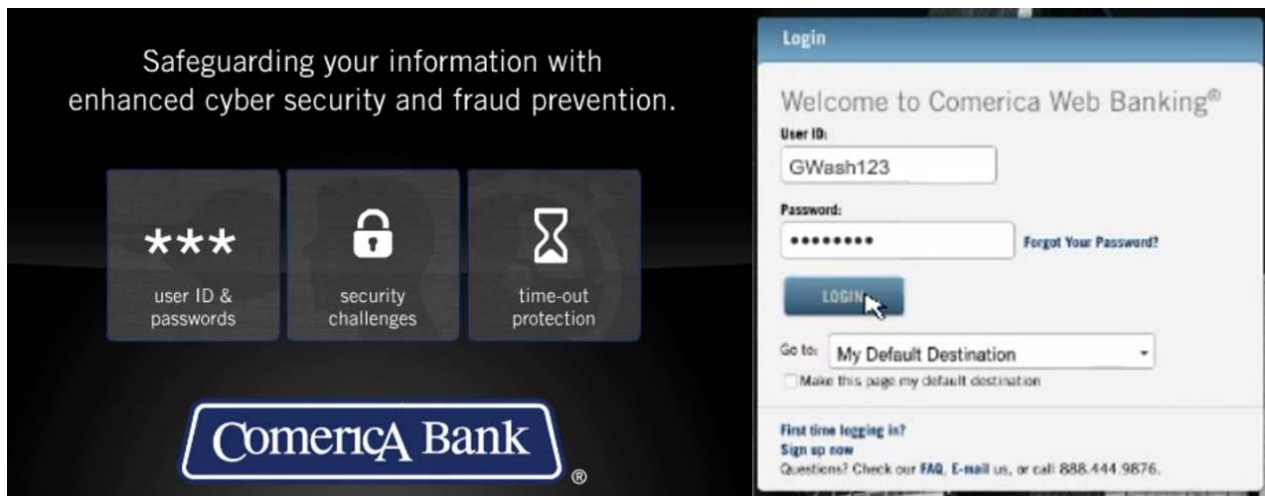 Safeguarding your information with
enhanced cyber security and fraud prevention.
***
user ID &
passwords
security
challenges
time-out
protection
ComericA Bank
®
Login
Welcome to Comerica Web Banking®
User ID:
GWash123
Password:
••••••••
Forgot Your Password?
LOGIN
Go to: My Default Destination
Make this page my default destination
First time logging in?
Sign up now
Questions? Check our FAQ, E-mail us, or call 888.444.9876.